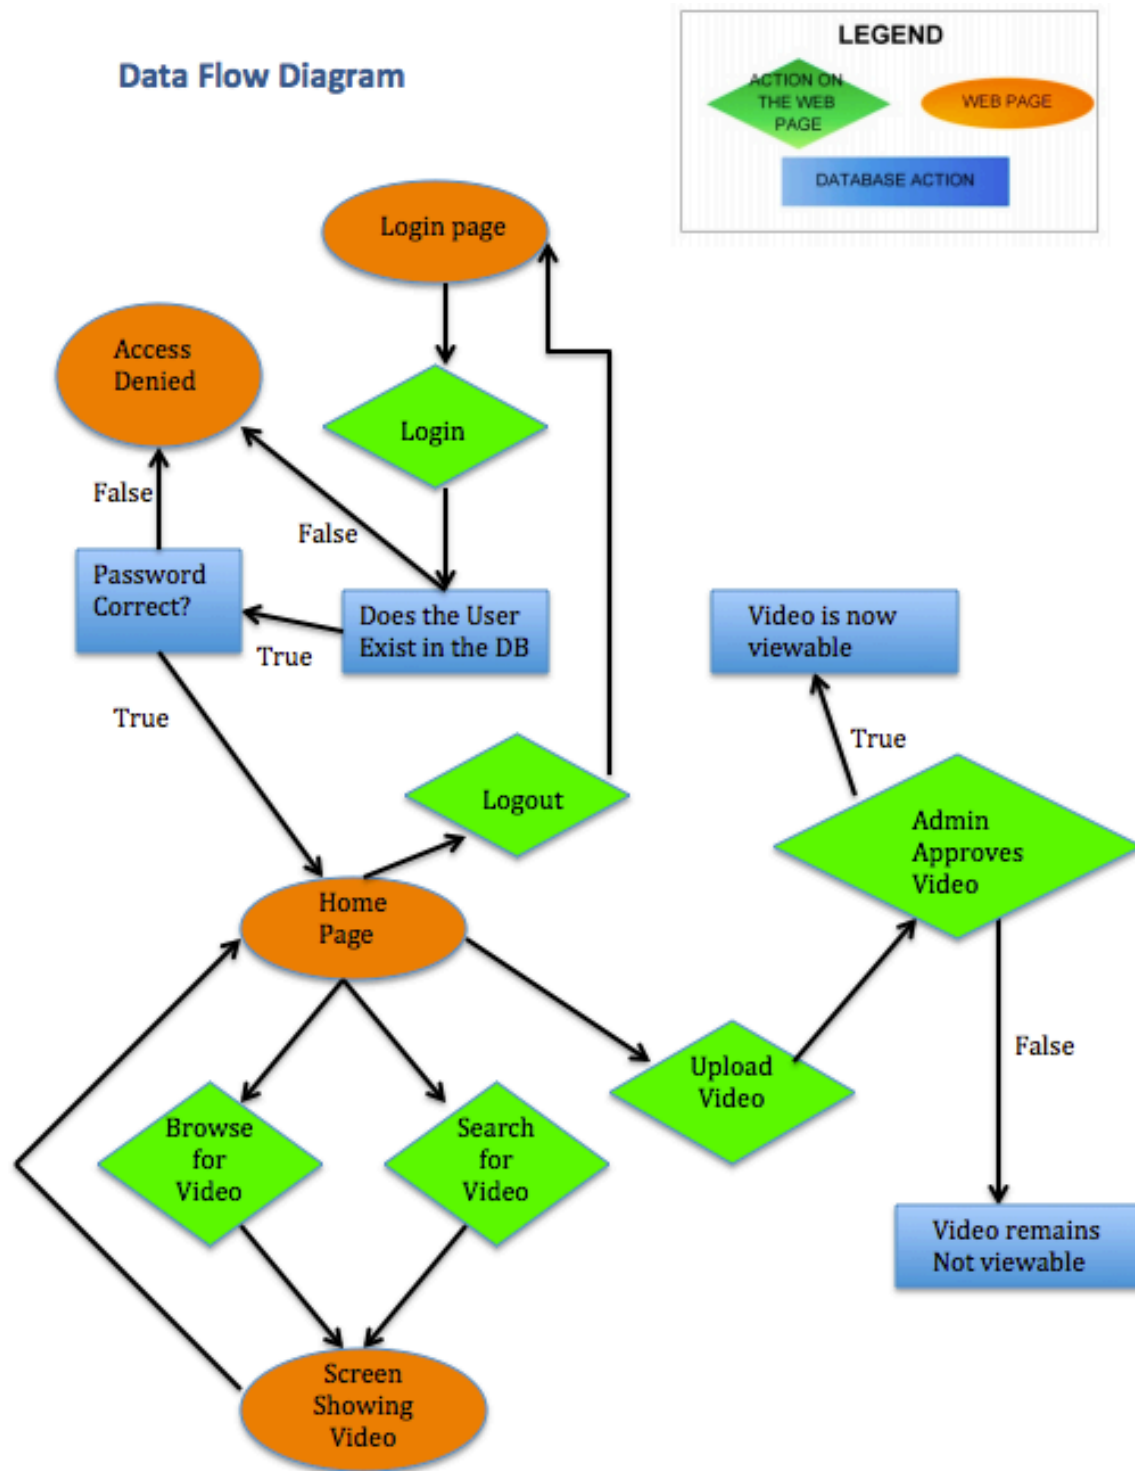 Data Flow Diagram
LEGEND
ACTION ON
THE WEB
PAGE
WEB PAGE
DATABASE ACTION
Login page
Access
Denied
Login
False
False
Password
Correct?
Does the User
Exist in the DB
True
True
Video is now
viewable
True
Logout
Admin
Approves
Video
Home
Page
False
Upload
Video
Browse
for
Video
Search
for
Video
Video remains
Not viewable
Screen
Showing
Video